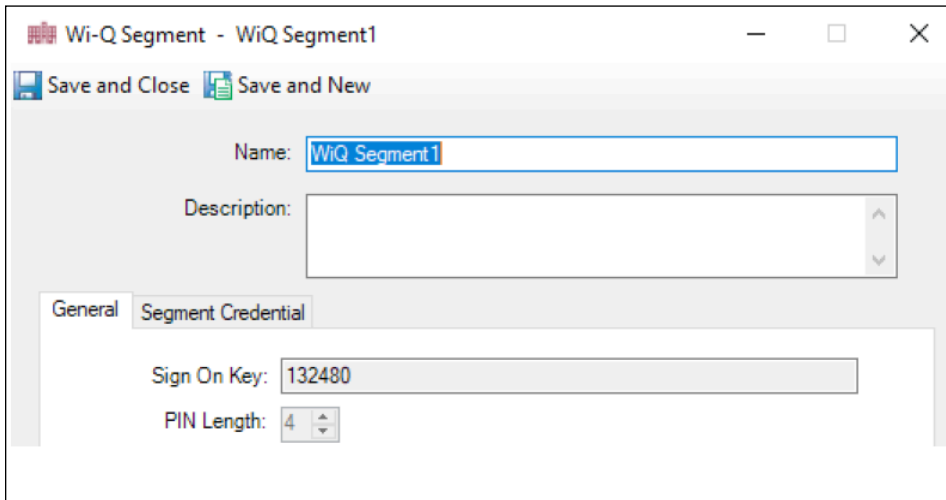 Wi-Q Segment - WiQ Segment1
Save and Close Save and New
Name: WiQ Segment1
Description:
General Segment Credential
Sign On Key: 132480
PIN Length: 4